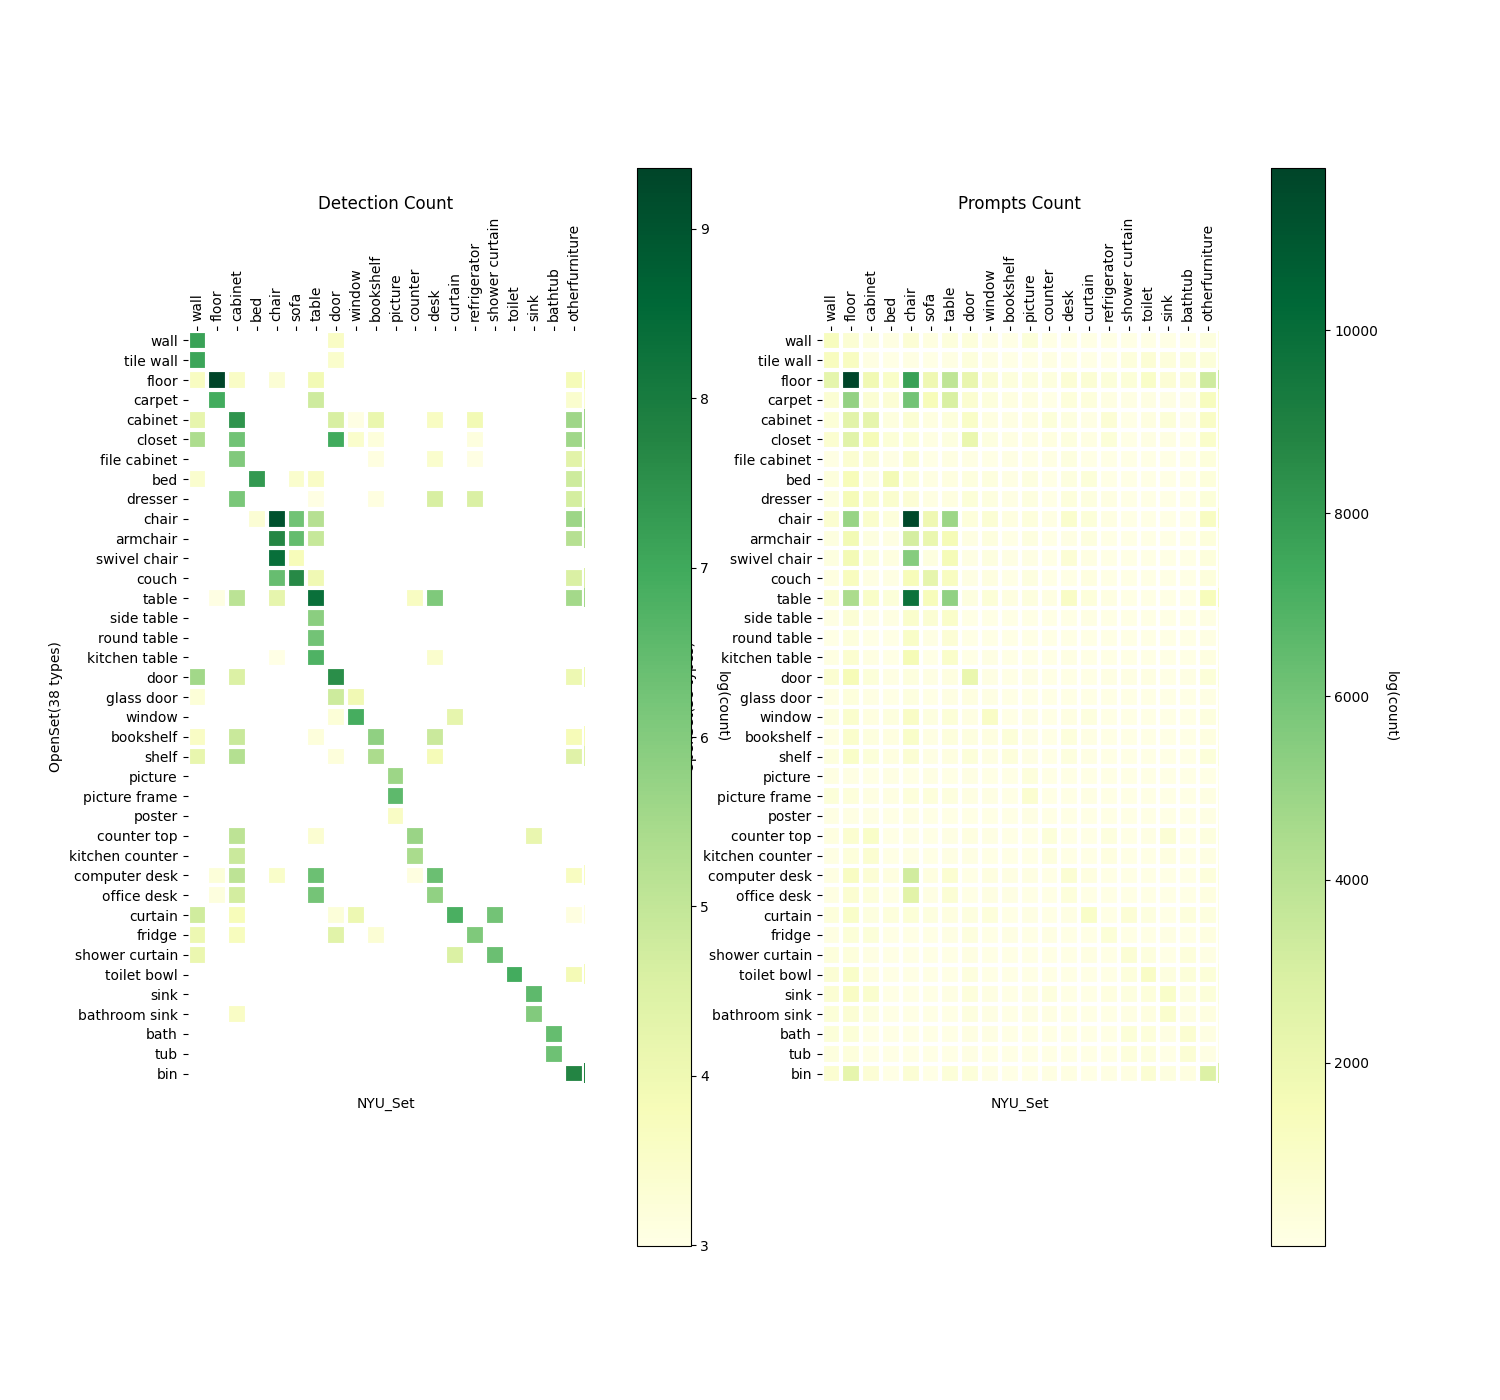 Detection Count
wall
floor
cabinet
bed
chair
sofa
table
door
window
bookshelf
picture
counter
desk
curtain
refrigerator
shower curtain
toilet
sink
bathtub
otherfurniture
wall
tile wall
floor
carpet
cabinet
closet
file cabinet
bed
dresser
chair
armchair
swivel chair
couch
table
side table
round table
kitchen table
door
glass door
window
bookshelf
shelf
picture
picture frame
poster
counter top
kitchen counter
computer desk
office desk
curtain
fridge
shower curtain
toilet bowl
sink
bathroom sink
bath
tub
bin
OpenSet(38 types)
NYU_Set
9
8
7
6
5
4
3
log(count)
Prompts Count
wall
floor
cabinet
bed
chair
sofa
table
door
window
bookshelf
picture
counter
desk
curtain
refrigerator
shower curtain
toilet
sink
bathtub
otherfurniture
wall
tile wall
floor
carpet
cabinet
closet
file cabinet
bed
dresser
chair
armchair
swivel chair
couch
table
side table
round table
kitchen table
door
glass door
window
bookshelf
shelf
picture
picture frame
poster
counter top
kitchen counter
computer desk
office desk
curtain
fridge
shower curtain
toilet bowl
sink
bathroom sink
bath
tub
bin
NYU_Set
10000
8000
6000
4000
2000
log(count)